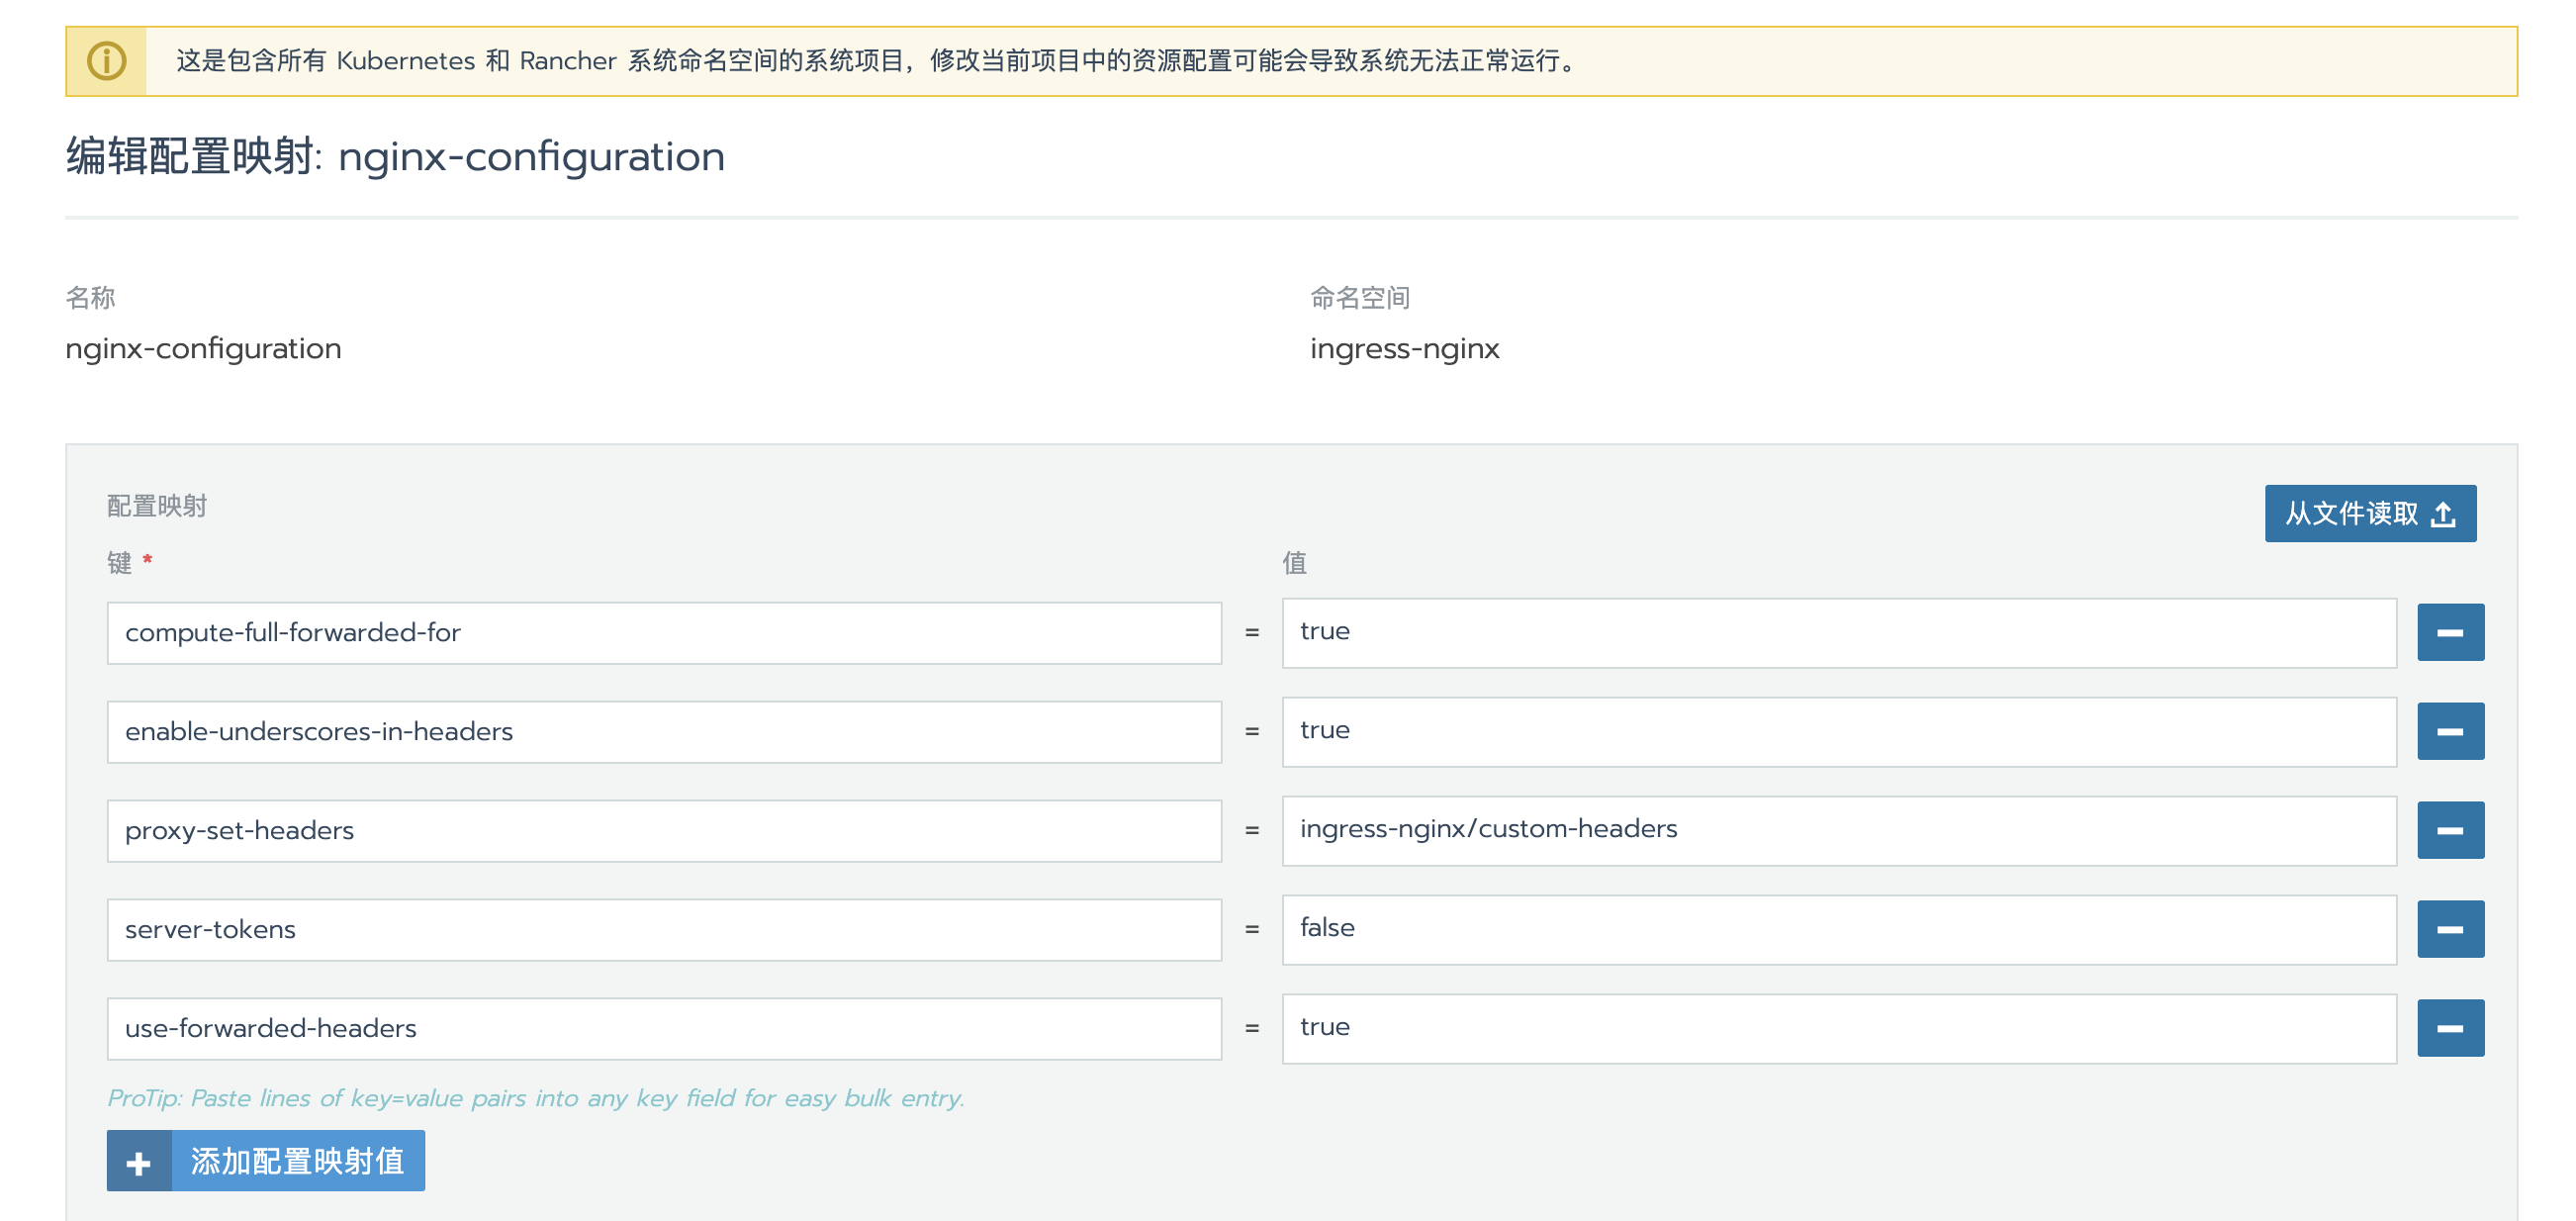 这是包含所有 Kubernetes 和 Rancher 系统命名空间的系统项目，修改当前项目中的资源配置可能会导致系统无法正常运行。
编辑配置映射: nginx-configuration
名称
nginx-configuration
命名空间
ingress-nginx
配置映射
从文件读取
键 *
值
compute-full-forwarded-for = true
enable-underscores-in-headers = true
proxy-set-headers = ingress-nginx/custom-headers
server-tokens = false
use-forwarded-headers = true
ProTip: Paste lines of key=value pairs into any key field for easy bulk entry.
添加配置映射值